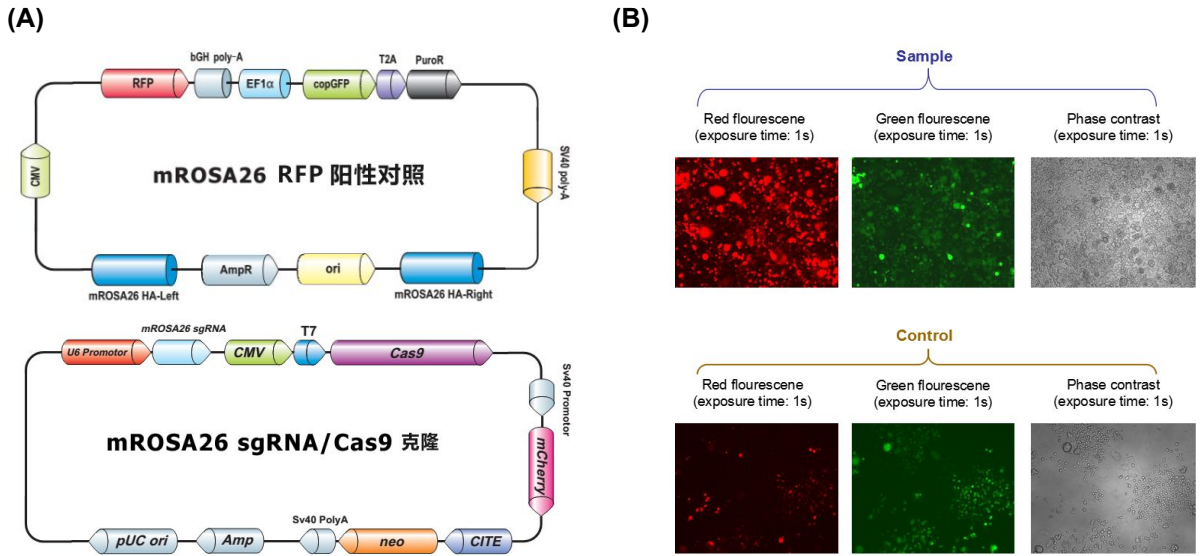 (A)
bGH poly-A
T2A
PuroR
RFP
EF1α
copGFP
CMV
SV40 poly-A
mROSA26 RFP 阳性对照
AmpR
ori
mROSA26 HA-Left
mROSA26 HA-Right
mROSA26 sgRNA
T7
U6 Promotor
CMV
Cas9
Sv40 Promotor
mCherry
mROSA26 sgRNA/Cas9 克隆
Sv40 PolyA
pUC ori
Amp
neo
CITE
(B)
Sample
Red flourescene
(exposure time: 1s)
Green flourescene
(exposure time: 1s)
Phase contrast
(exposure time: 1s)
Control
Red flourescene
(exposure time: 1s)
Green flourescene
(exposure time: 1s)
Phase contrast
(exposure time: 1s)